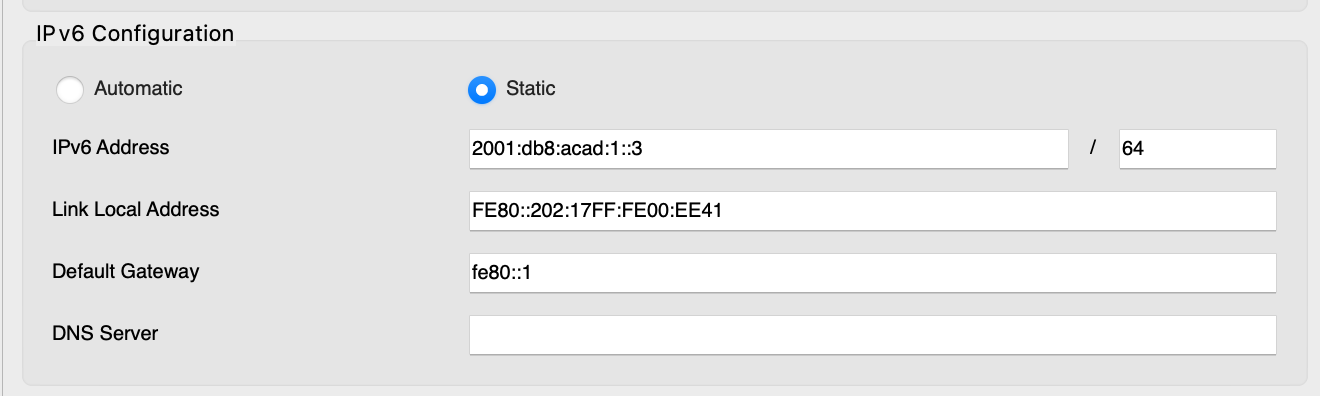 IPv6 Configuration
Automatic Static
IPv6 Address 2001:db8:acad:1::3 / 64
Link Local Address FE80::202:17FF:FE00:EE41
Default Gateway fe80::1
DNS Server